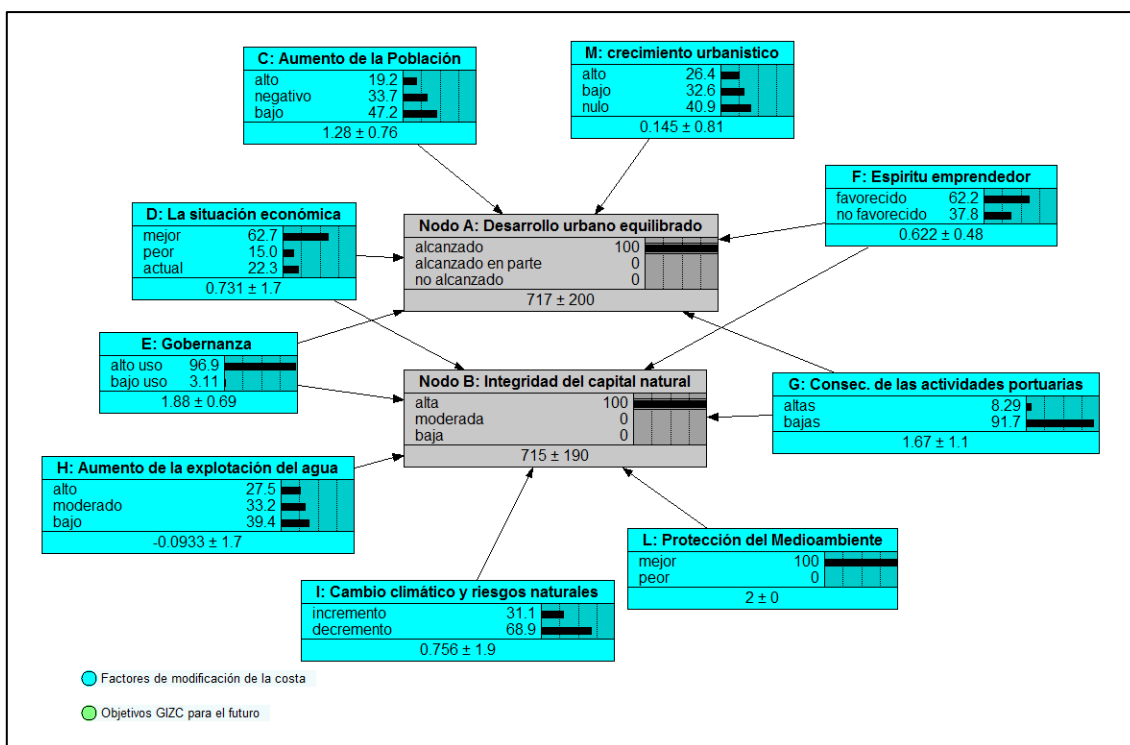 C: Aumento de la Población
alto 19.2
negativo 33.7
bajo 47.2
1.28 ± 0.76
M: crecimiento urbanistico
alto 26.4
bajo 32.6
nulo 40.9
0.145 ± 0.81
F: Espiritu emprendedor
favorecido 62.2
no favorecido 37.8
0.622 ± 0.48
D: La situación económica
mejor 62.7
peor 15.0
actual 22.3
0.731 ± 1.7
Nodo A: Desarrollo urbano equilibrado
alcanzado 100
alcanzado en parte 0
no alcanzado 0
717 ± 200
E: Gobernanza
alto uso 96.9
bajo uso 3.11
1.88 ± 0.69
Nodo B: Integridad del capital natural
alta 100
moderada 0
baja 0
715 ± 190
G: Consec. de las actividades portuarias
altas 8.29
bajas 91.7
1.67 ± 1.1
H: Aumento de la explotación del agua
alto 27.5
moderado 33.2
bajo 39.4
-0.0933 ± 1.7
L: Protección del Medioambiente
mejor 100
peor 0
2 ± 0
I: Cambio climático y riesgos naturales
incremento 31.1
decremento 68.9
0.756 ± 1.9
Factores de modificación de la costa
Objetivos GIZC para el futuro